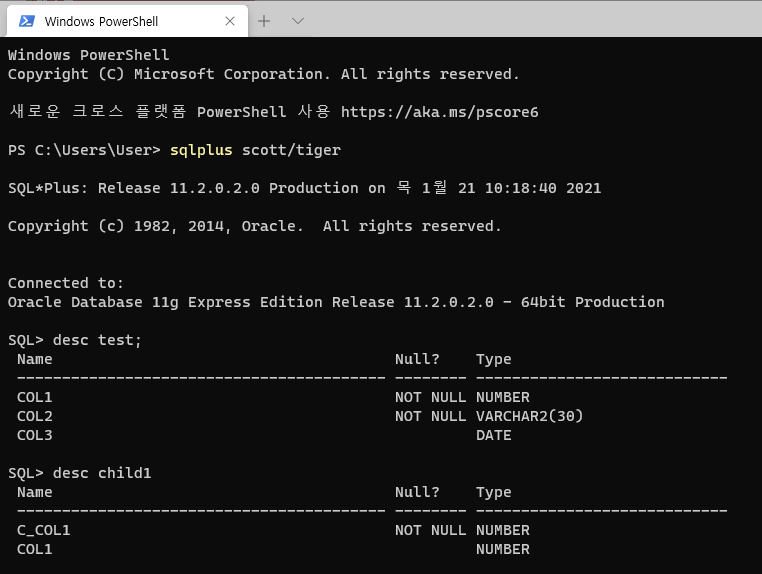 Windows PowerShell
Windows PowerShell
Copyright (C) Microsoft Corporation. All rights reserved.
새로운 크로스 플랫폼 PowerShell 사용 https://aka.ms/pscore6
PS C:\Users\User> sqlplus scott/tiger
SQL*Plus: Release 11.2.0.2.0 Production on 목 1월 21 10:18:40 2021
Copyright (c) 1982, 2014, Oracle.  All rights reserved.
Connected to:
Oracle Database 11g Express Edition Release 11.2.0.2.0 - 64bit Production
SQL> desc test;
 Name                                      Null?    Type
 ----------------------------------------- -------- ----------------------------
 COL1                                      NOT NULL NUMBER
 COL2                                      NOT NULL VARCHAR2(30)
 COL3                                               DATE
SQL> desc child1
 Name                                      Null?    Type
 ----------------------------------------- -------- ----------------------------
 C_COL1                                    NOT NULL NUMBER
 COL1                                               NUMBER